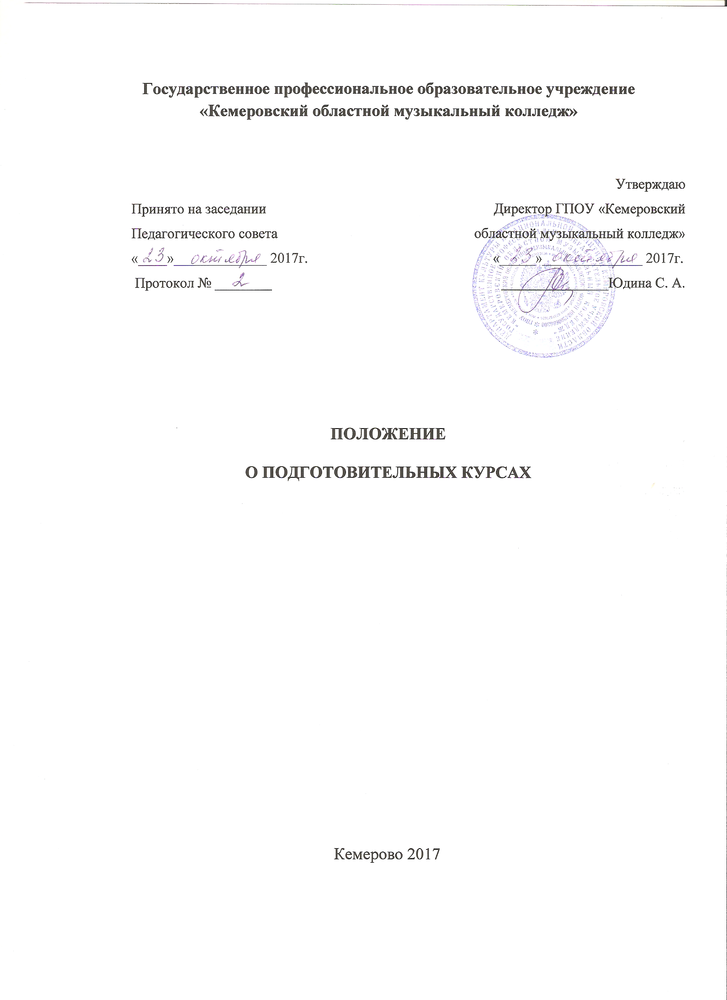 Государственное профессиональное образовательное учреждение
«Кемеровский областной музыкальный колледж»
Утверждаю
Принято на заседании Директор ГПОУ «Кемеровский
Педагогического совета областной музыкальный колледж»
«23» октября 2017г. «23» октября 2017г.
Протокол № 2 Юдина С. А.
ПОЛОЖЕНИЕ
О ПОДГОТОВИТЕЛЬНЫХ КУРСАХ
Кемерово 2017